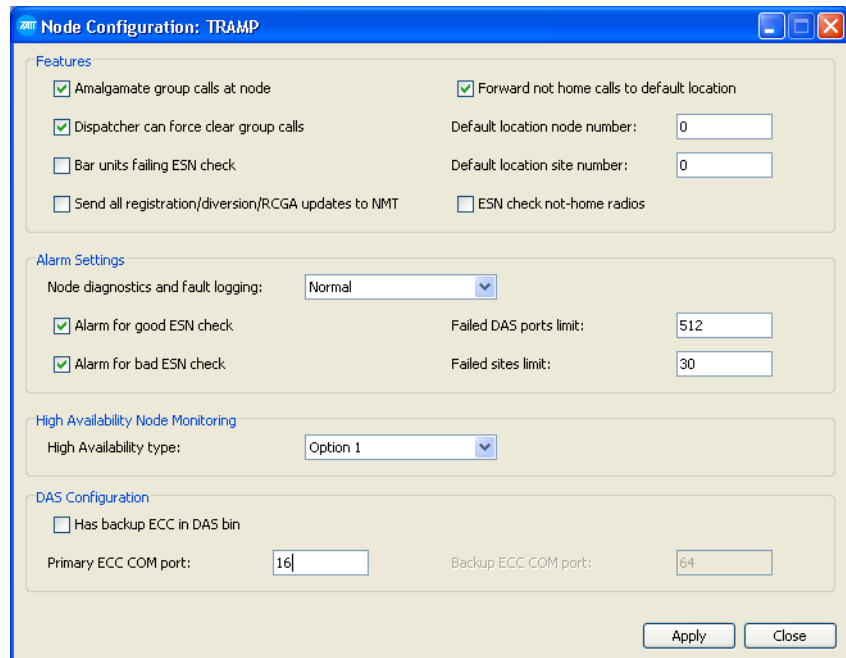 TAIT Node Configuration: TRAMP
Features
Amalgamate group calls at node
Forward not home calls to default location
Dispatcher can force clear group calls
Default location node number: 0
Bar units failing ESN check
Default location site number: 0
Send all registration/diversion/RCGA updates to NMT
ESN check not-home radios
Alarm Settings
Node diagnostics and fault logging: Normal
Alarm for good ESN check
Failed DAS ports limit: 512
Alarm for bad ESN check
Failed sites limit: 30
High Availability Node Monitoring
High Availability type: Option 1
DAS Configuration
Has backup ECC in DAS bin
Primary ECC COM port: 16
Backup ECC COM port: 64
Apply Close